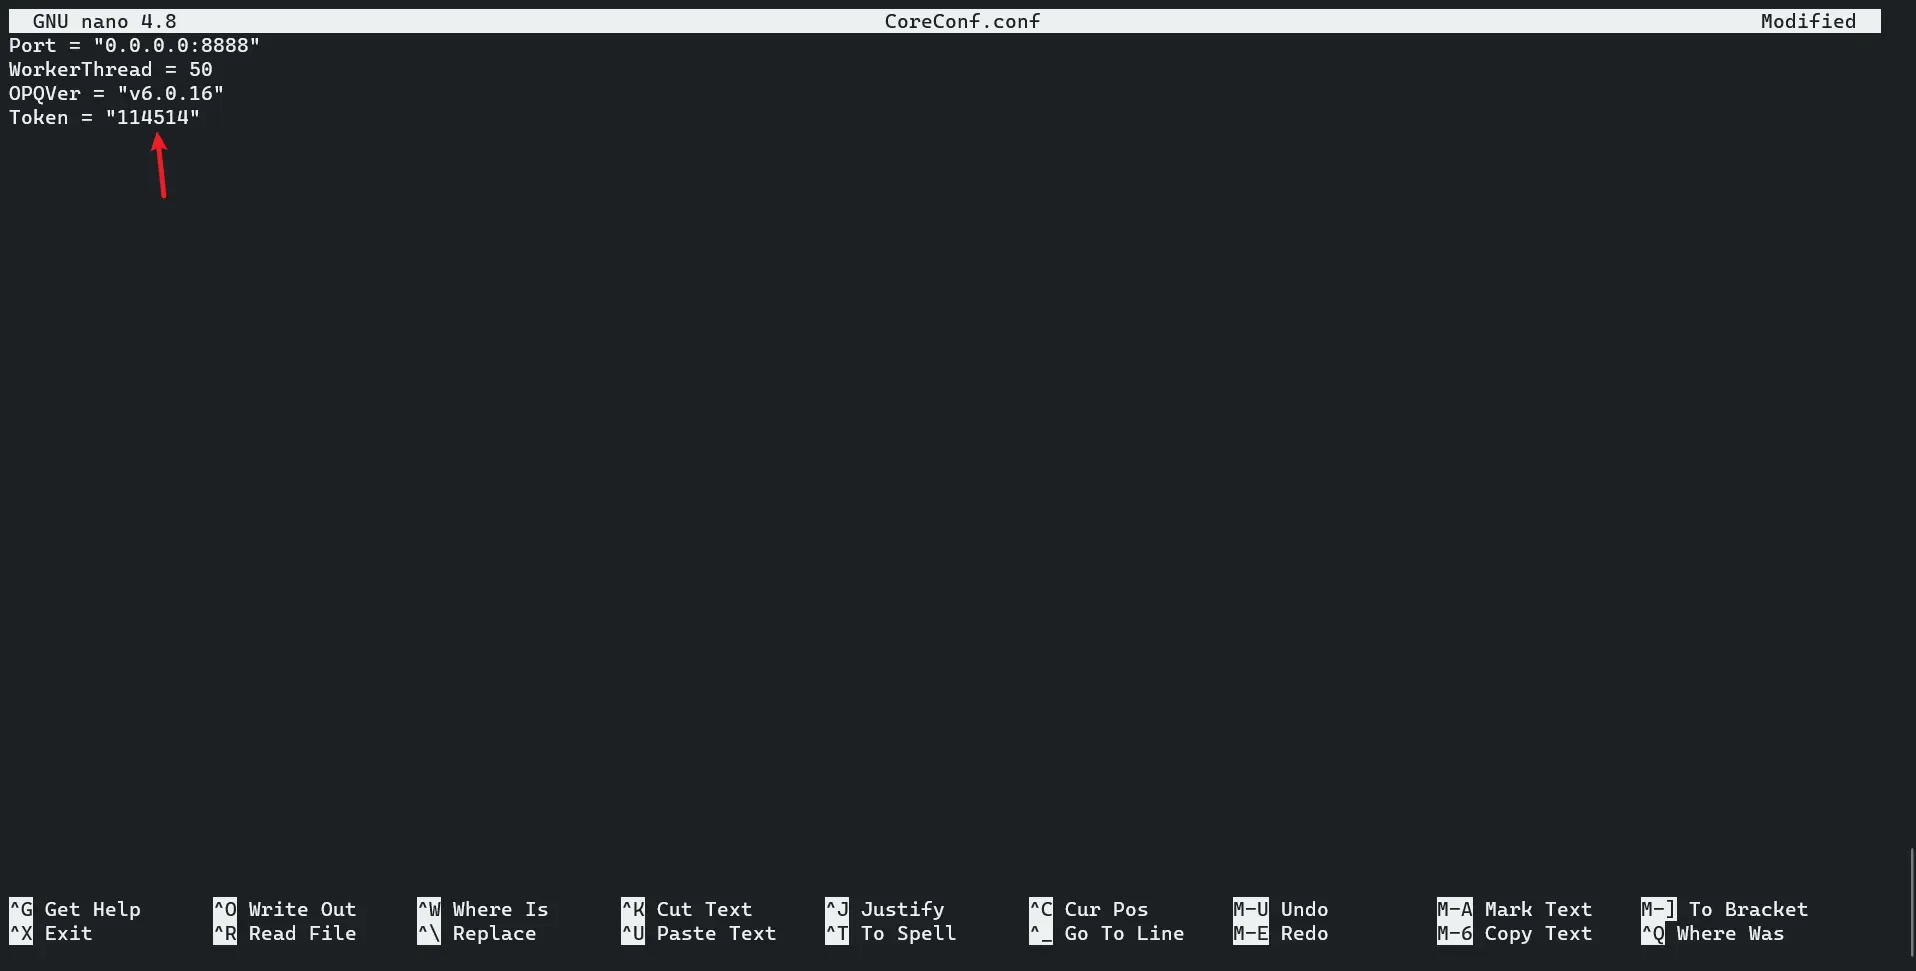 GNU nano 4.8 CoreConf.conf Modified
Port = "0.0.0.0:8888"
WorkerThread = 50
OPQVer = "v6.0.16"
Token = "114514"
^G Get Help ^O Write Out ^W Where Is ^K Cut Text ^J Justify ^C Cur Pos M-U Undo M-A Mark Text M-] To Bracket
^X Exit ^R Read File ^\ Replace ^U Paste Text ^T To Spell ^_ Go To Line M-E Redo M-6 Copy Text ^Q Where Was